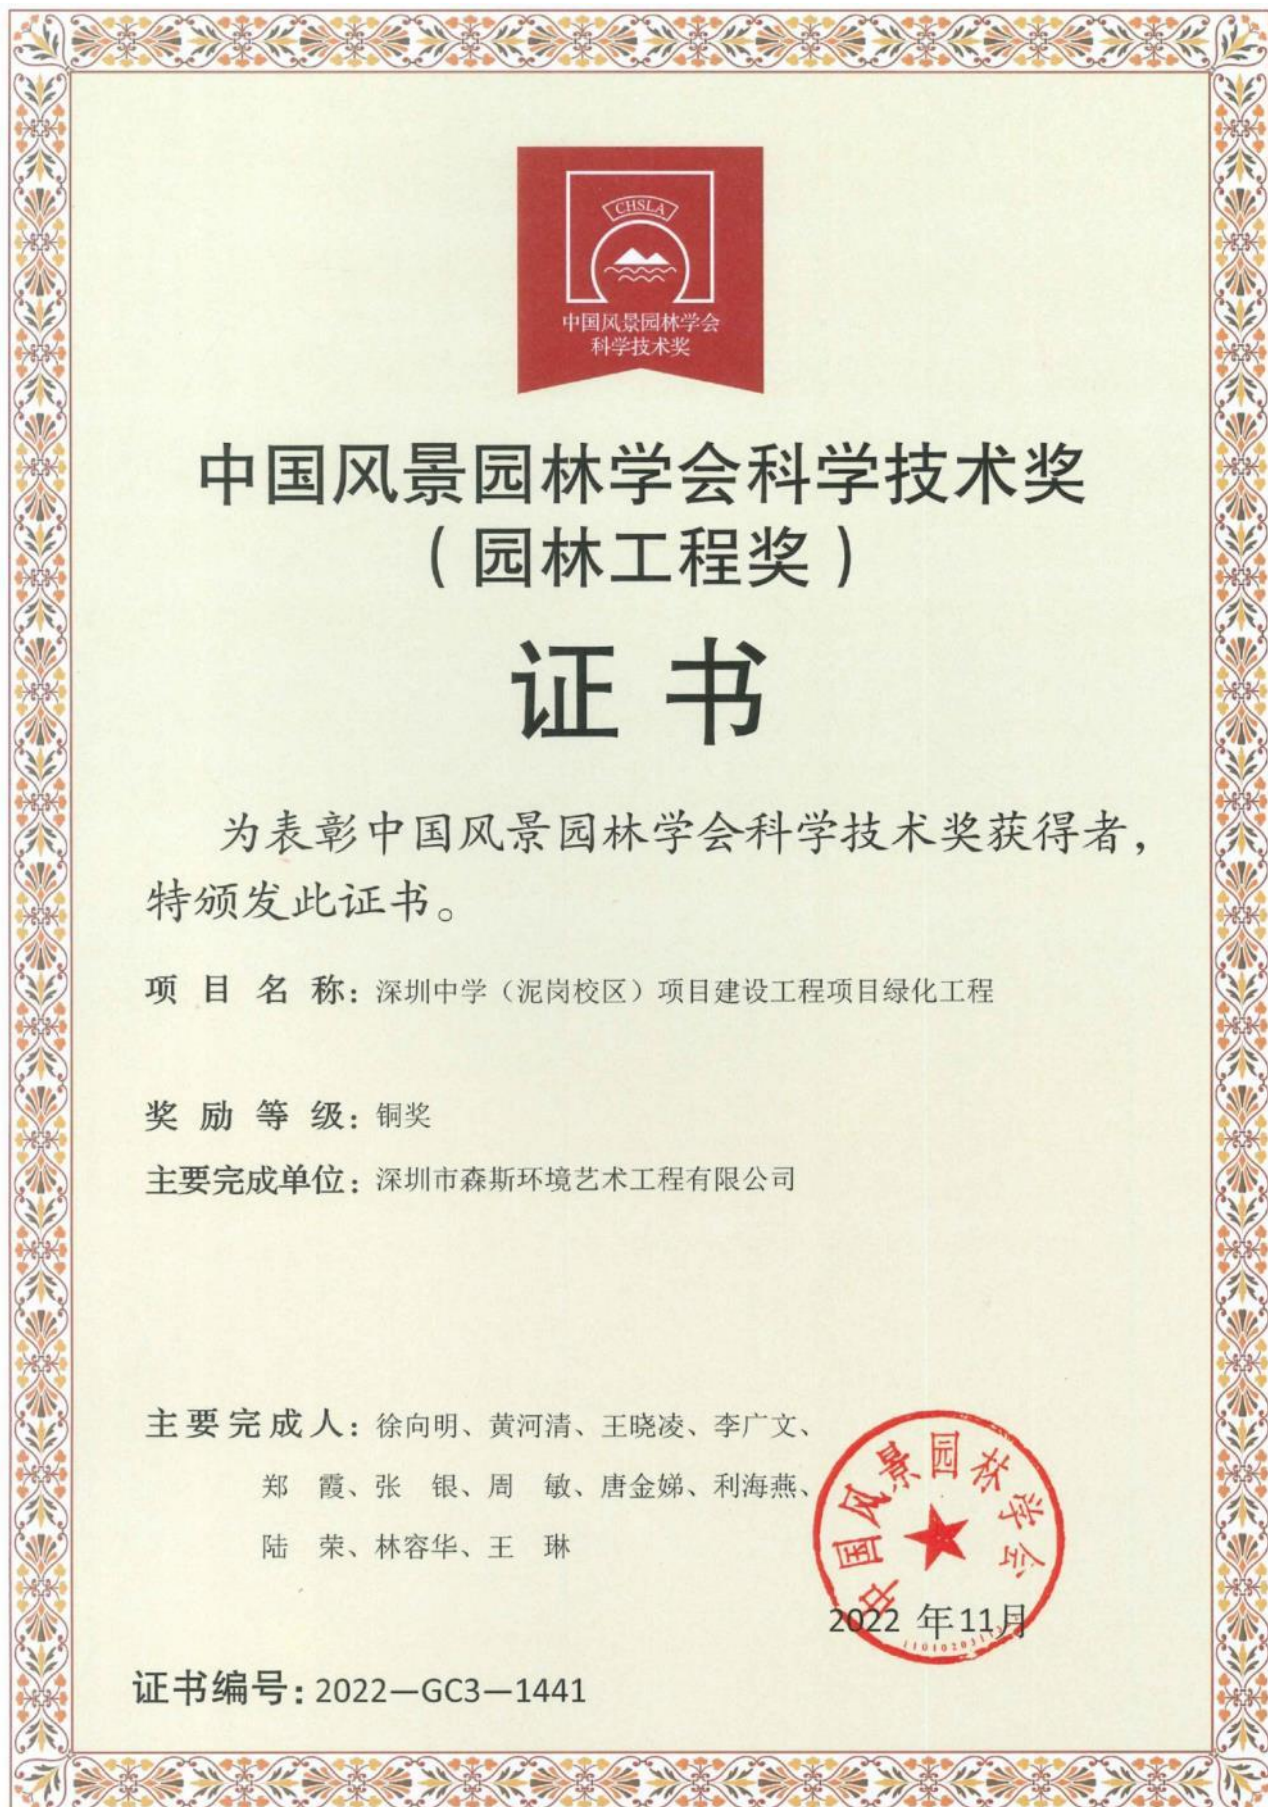 CHSLA
中国风景园林学会
科学技术奖
中国风景园林学会科学技术奖
（园林工程奖）
证书
为表彰中国风景园林学会科学技术奖获得者，
特颁发此证书。
项目名称：深圳中学（泥岗校区）项目建设工程项目绿化工程
奖励等级：铜奖
主要完成单位：深圳市森斯环境艺术工程有限公司
主要完成人：徐向明、黄河清、王晓凌、李广文、
郑 霞、张 银、周 敏、唐金娣、利海燕、
陆 荣、林容华、王 琳
中国风景园林学会
2022 年11月
证书编号：2022—GC3—1441